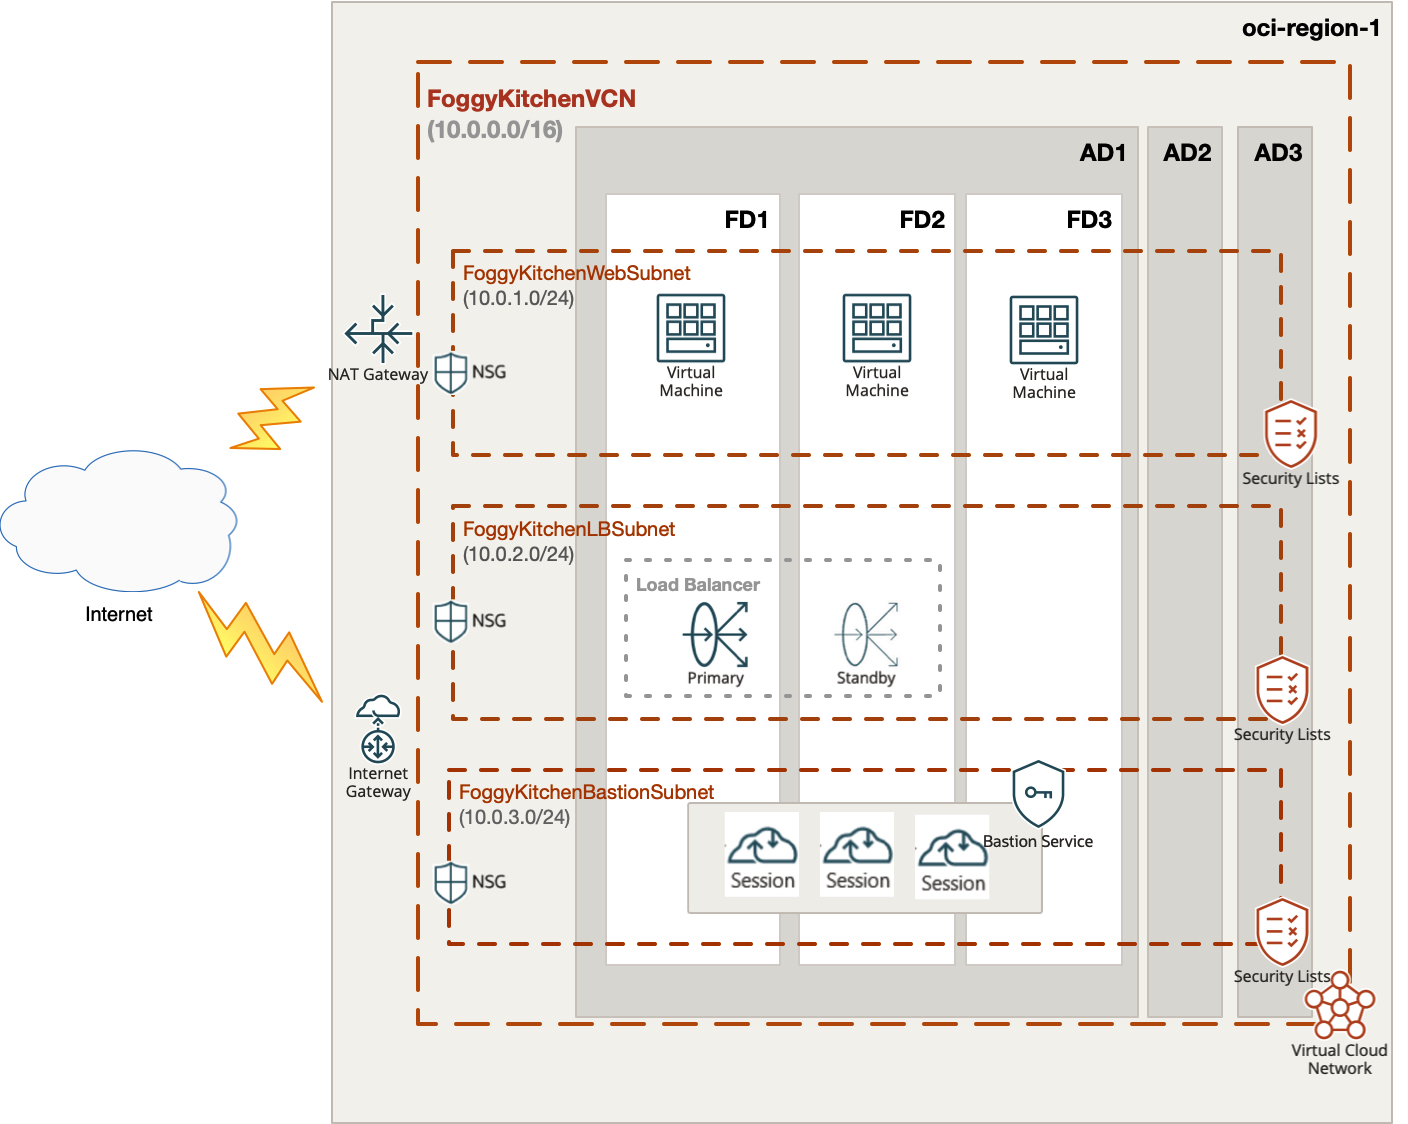 oci-region-1
FoggyKitchenVCN
(10.0.0.0/16)
AD1
AD2
AD3
FD1
FD2
FD3
FoggyKitchenWebSubnet
(10.0.1.0/24)
NAT Gateway
NSG
Virtual
Machine
Virtual
Machine
Virtual
Machine
Security Lists
FoggyKitchenLBSubnet
(10.0.2.0/24)
Load Balancer
Internet
NSG
Primary
Standby
Security Lists
Internet
Gateway
FoggyKitchenBastionSubnet
(10.0.3.0/24)
Bastion Service
NSG
Session
Session
Session
Security Lists
Virtual Cloud
Network